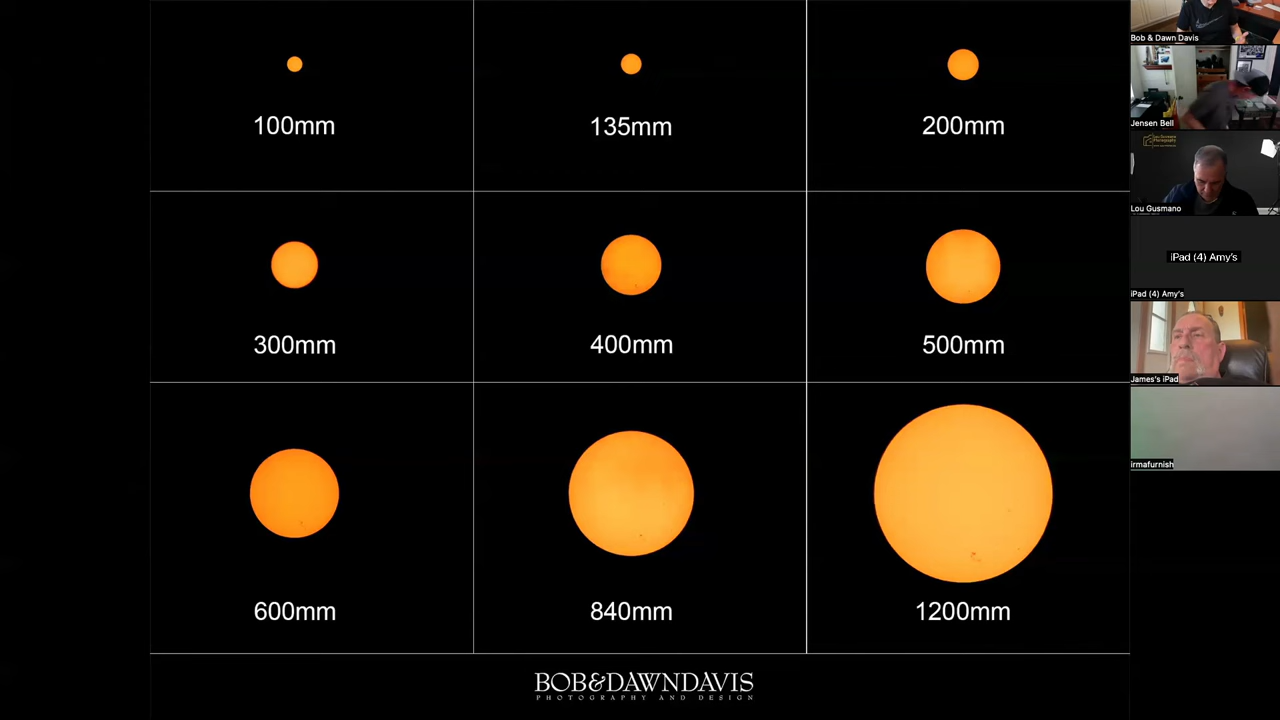 100mm
135mm
200mm
300mm
400mm
500mm
600mm
840mm
1200mm
BOB&DAWNDAVIS
PHOTOGRAPHY AND DESIGN
Bob & Dawn Davis
Jensen Bell
Lou Gusmano
iPad (4) Amy's
iPad (4) Amy's
James's iPad
irmafurnish